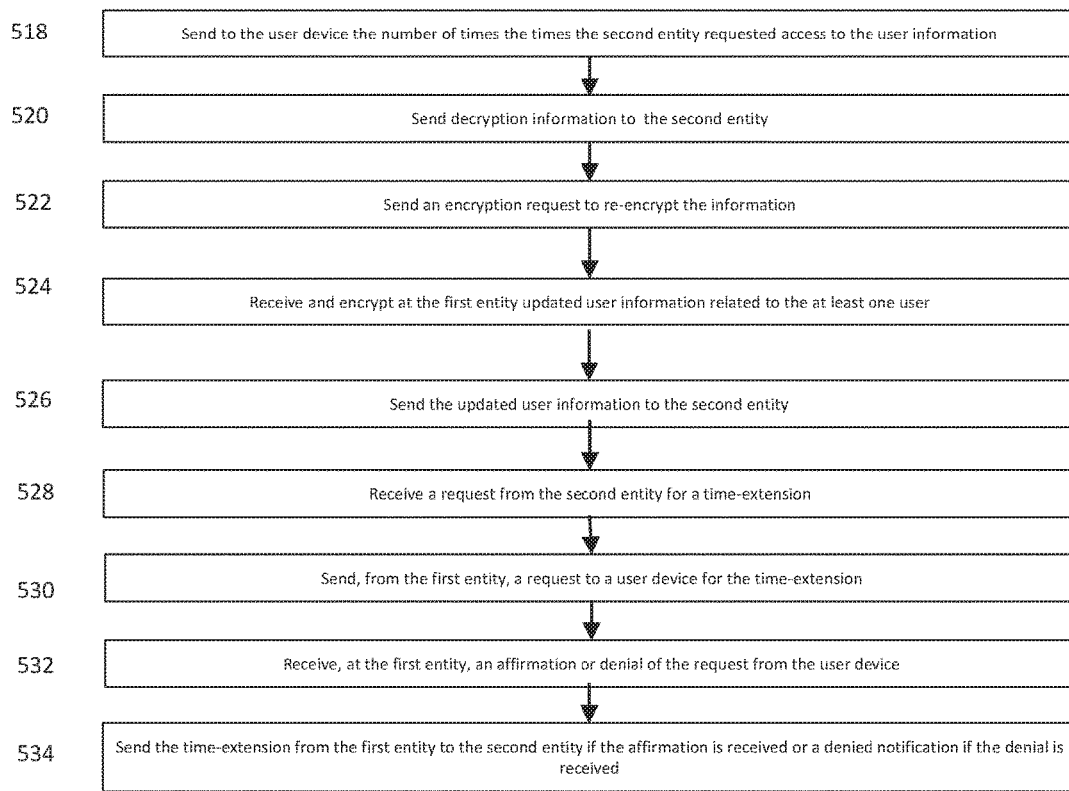 518 Send to the user device the number of times the times the second entity requested access to the user information
520 Send decryption information to the second entity
522 Send an encryption request to re-encrypt the information
524 Receive and encrypt at the first entity updated user information related to the at least one user
526 Send the updated user information to the second entity
528 Receive a request from the second entity for a time-extension
530 Send, from the first entity, a request to a user device for the time-extension
532 Receive, at the first entity, an affirmation or denial of the request from the user device
534 Send the time-extension from the first entity to the second entity if the affirmation is received or a denied notification if the denial is
received